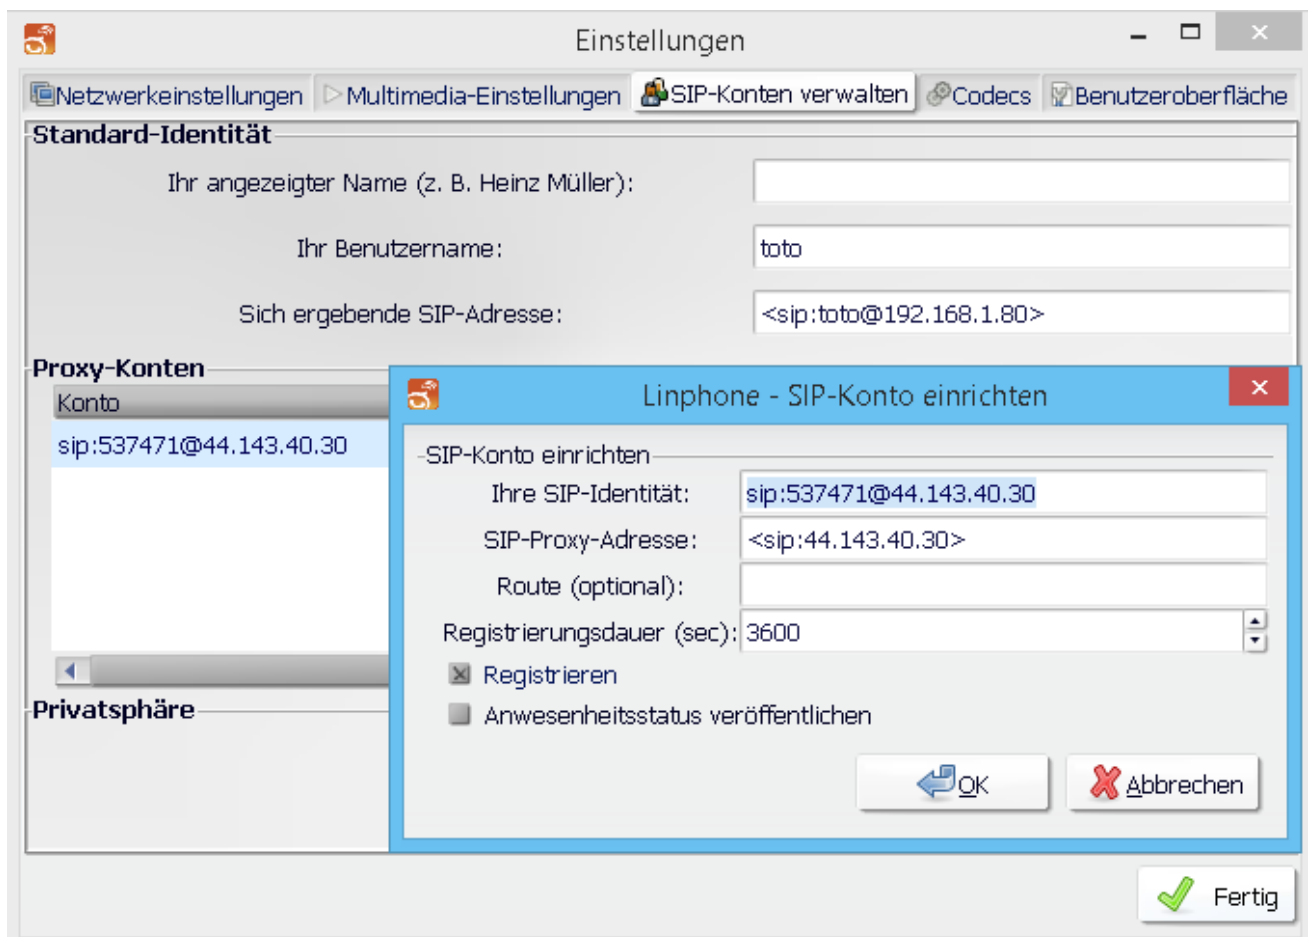 Einstellungen
Netzwerkeinstellungen Multimedia-Einstellungen SIP-Konten verwalten Codecs Benutzeroberfläche
Standard-Identität
Ihr angezeigter Name (z. B. Heinz Müller):
Ihr Benutzername: toto
Sich ergebende SIP-Adresse: <sip:toto@192.168.1.80>
Proxy-Konten
Konto
sip:537471@44.143.40.30
Privatsphäre
Linphone - SIP-Konto einrichten
SIP-Konto einrichten
Ihre SIP-Identität: sip:537471@44.143.40.30
SIP-Proxy-Adresse: <sip:44.143.40.30>
Route (optional):
Registrierungsdauer (sec): 3600
Registrieren
Anwesenheitsstatus veröffentlichen
OK Abbrechen
Fertig